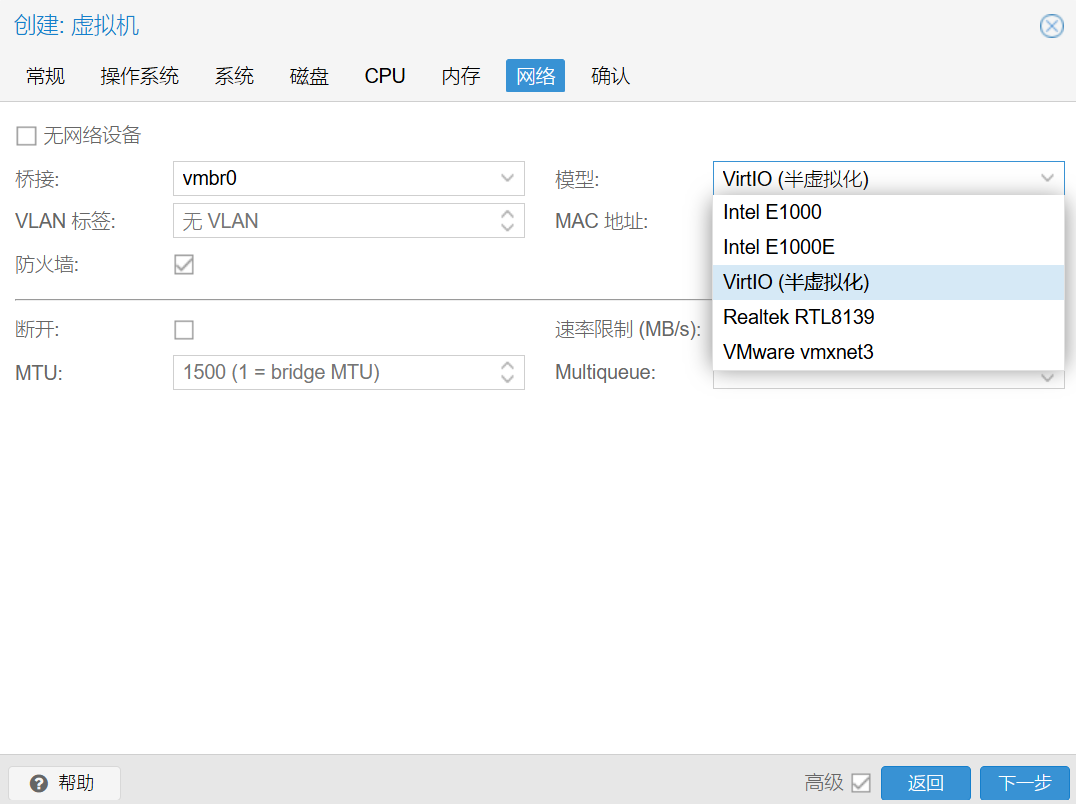 创建: 虚拟机
常规 操作系统 系统 磁盘 CPU 内存 网络 确认
无网络设备
桥接: vmbr0 模型: VirtIO (半虚拟化)
VLAN 标签: 无 VLAN MAC 地址: Intel E1000
Intel E1000E
防火墙: VirtIO (半虚拟化)
断开: 速率限制 (MB/s): Realtek RTL8139
VMware vmxnet3
MTU: 1500 (1 = bridge MTU) Multiqueue:
帮助 高级 返回 下一步